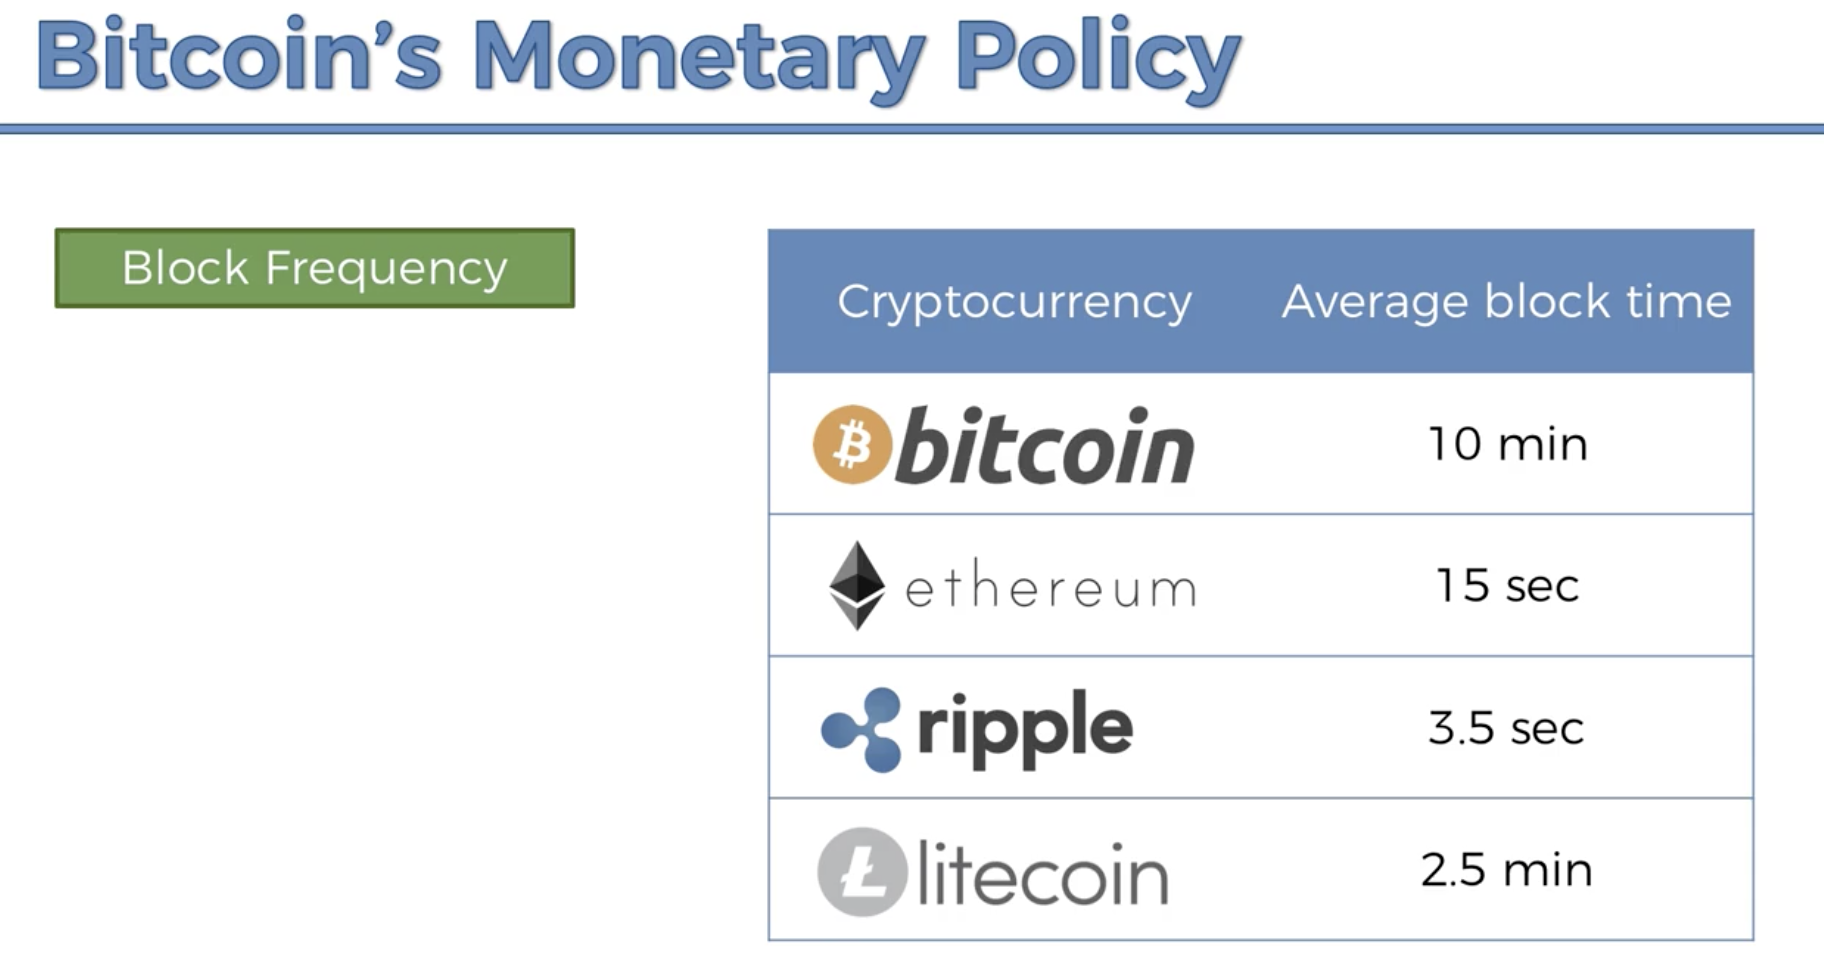 Bitcoin’s Monetary Policy
Block Frequency
Cryptocurrency Average block time
bitcoin 10 min
ethereum 15 sec
ripple 3.5 sec
litecoin 2.5 min